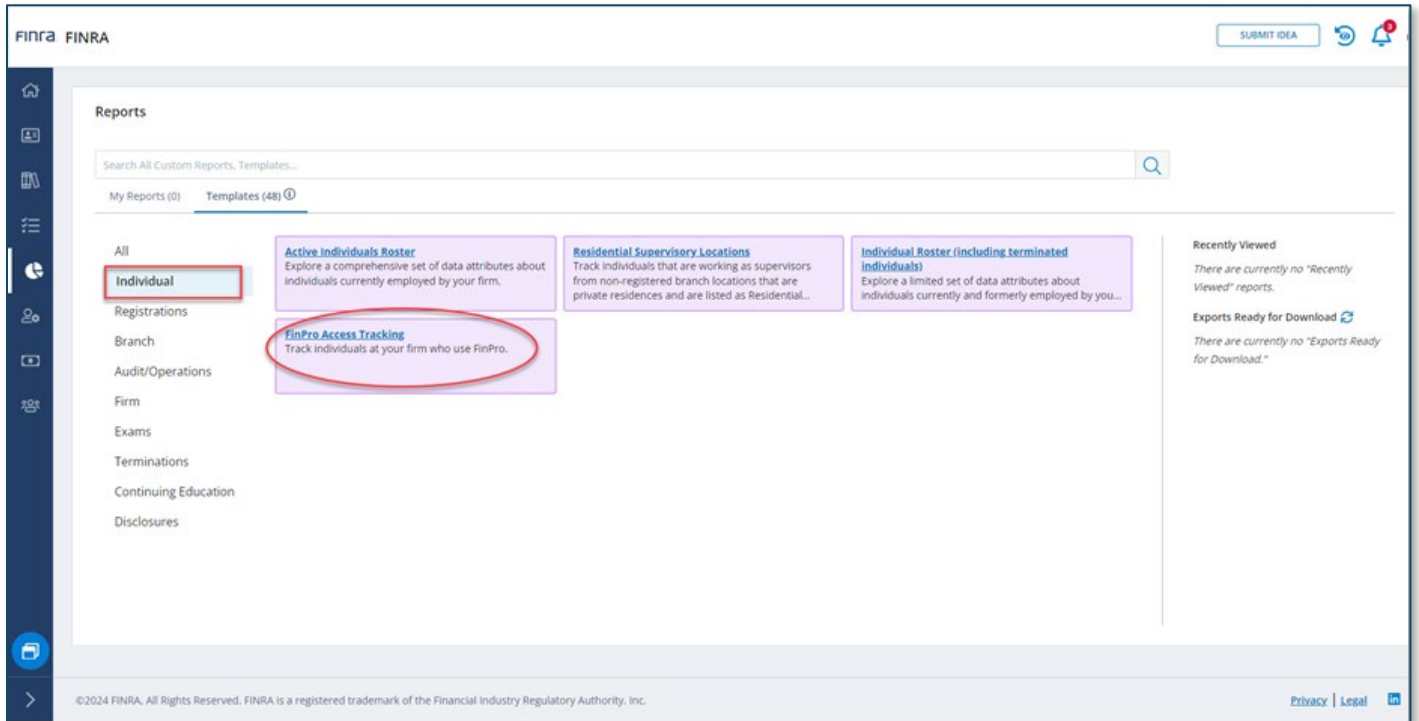 Finra FINRA
SUBMIT IDEA
3
Reports
Search All Custom Reports, Templates...
My Reports (0)
Templates (48)
All
Individual
Registrations
Branch
Audit/Operations
Firm
Exams
Terminations
Continuing Education
Disclosures
Active Individuals Roster
Explore a comprehensive set of data attributes about
individuals currently employed by your firm.
Residential Supervisory Locations
Track individuals that are working as supervisors
from non-registered branch locations that are
private residences and are listed as Residential...
Individual Roster (including terminated
individuals)
Explore a limited set of data attributes about
individuals currently and formerly employed by you...
FinPro Access Tracking
Track individuals at your firm who use FinPro.
Recently Viewed
There are currently no "Recently
Viewed" reports.
Exports Ready for Download
There are currently no "Exports Ready
for Download."
©2024 FINRA. All Rights Reserved. FINRA is a registered trademark of the Financial Industry Regulatory Authority, Inc.
Privacy | Legal
in